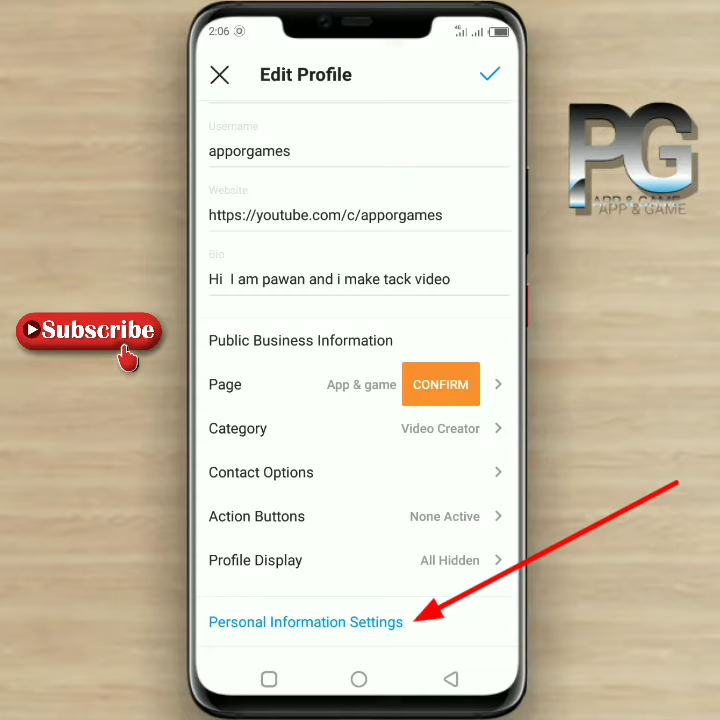 2:06
4G
Edit Profile
Username
apporgames
Website
https://youtube.com/c/apporgames
Bio
Hi  I am pawan and i make tack video
Public Business Information
Page App & game CONFIRM
Category Video Creator
Contact Options
Action Buttons None Active
Profile Display All Hidden
Personal Information Settings
Subscribe
PG
APP & GAME